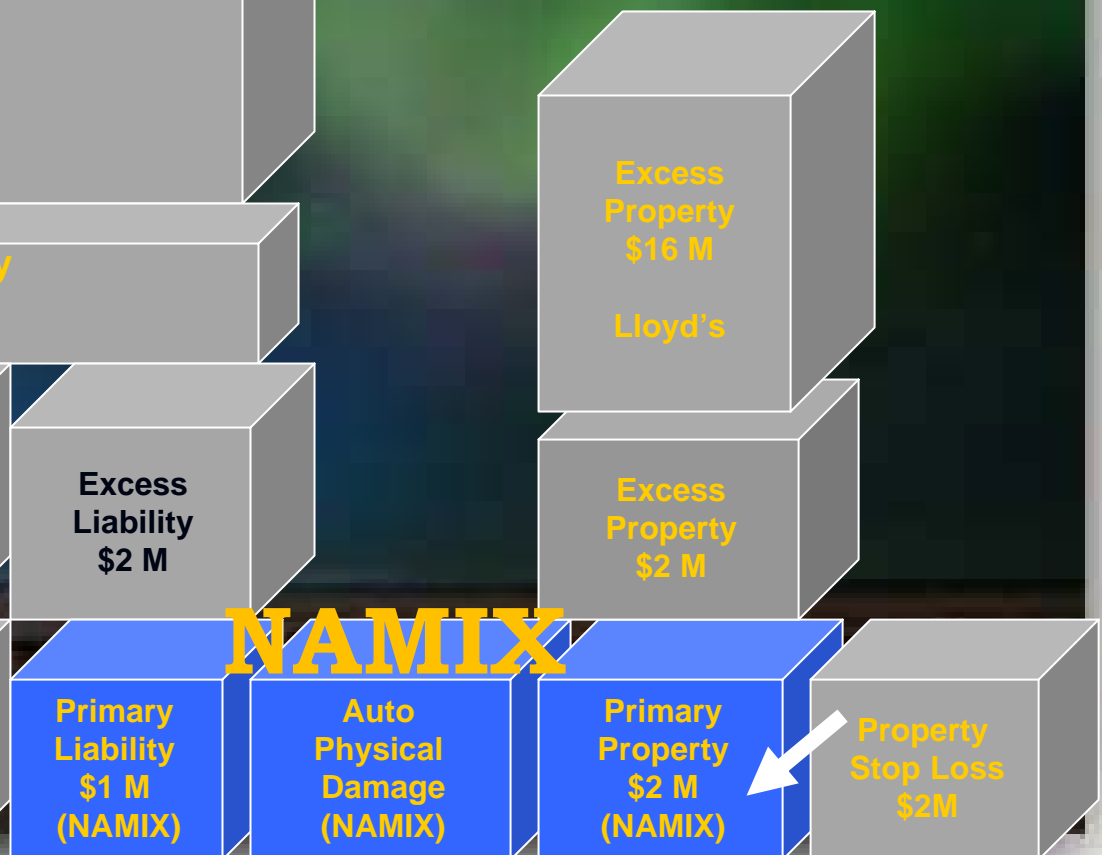 Excess
Property
$16 M
Lloyd’s
y
Excess
Liability
$2 M
Excess
Property
$2 M
NAMIX
Primary
Liability
$1 M
(NAMIX)
Auto
Physical
Damage
(NAMIX)
Primary
Property
$2 M
(NAMIX)
Property
Stop Loss
$2M